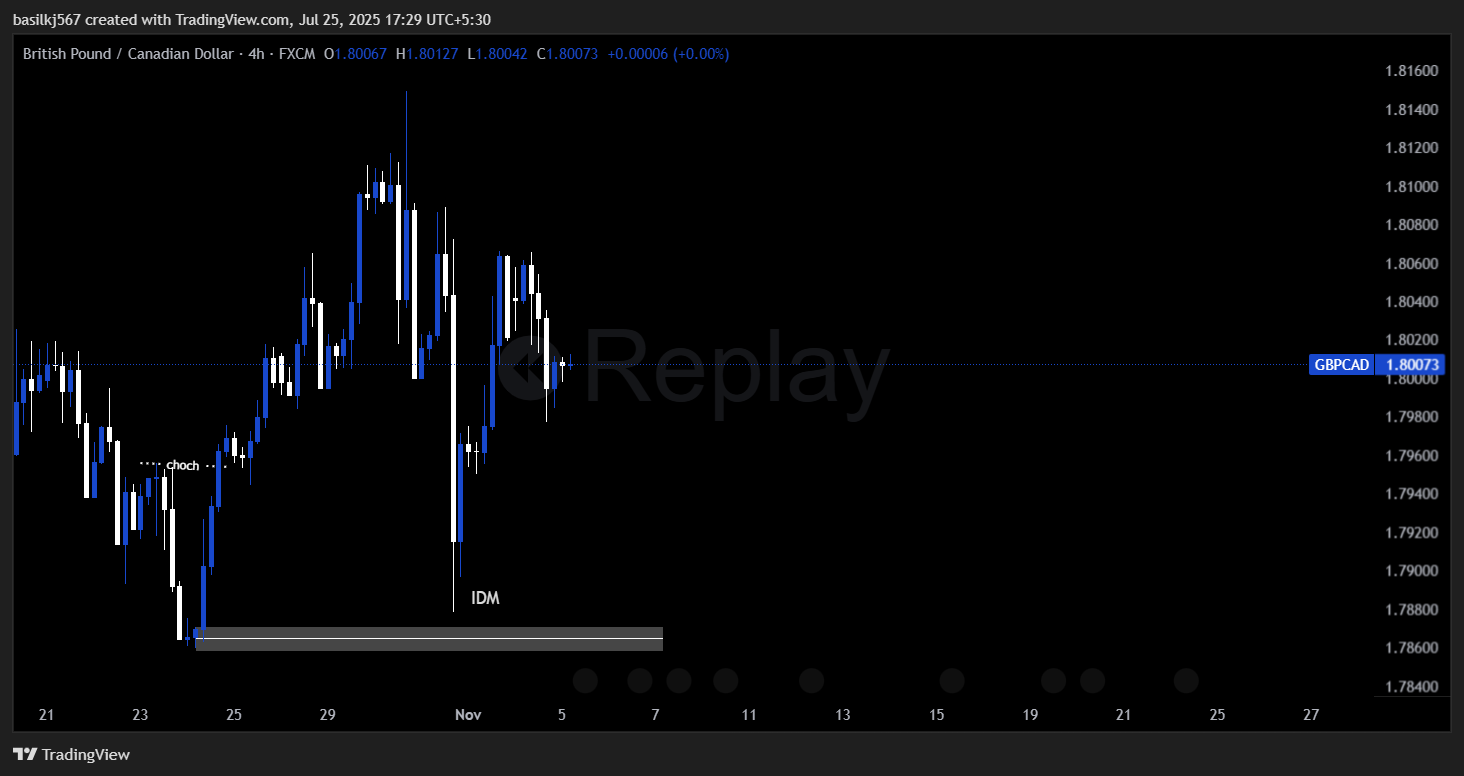 basilkj567 created with TradingView.com, Jul 25, 2025 17:29 UTC+5:30
British Pound / Canadian Dollar · 4h · FXCM O1.80067 H1.80127 L1.80042 C1.80073 +0.00006 (+0.00%)
1.81600
1.81400
1.81200
1.81000
1.80800
1.80600
1.80400
1.80200
Replay
GBPCAD 1.80073
1.80000
1.79800
choch
1.79600
1.79400
1.79200
1.79000
IDM
1.78800
1.78600
1.78400
21 23 25 29 Nov 5 7 11 13 15 19 21 25 27
TradingView